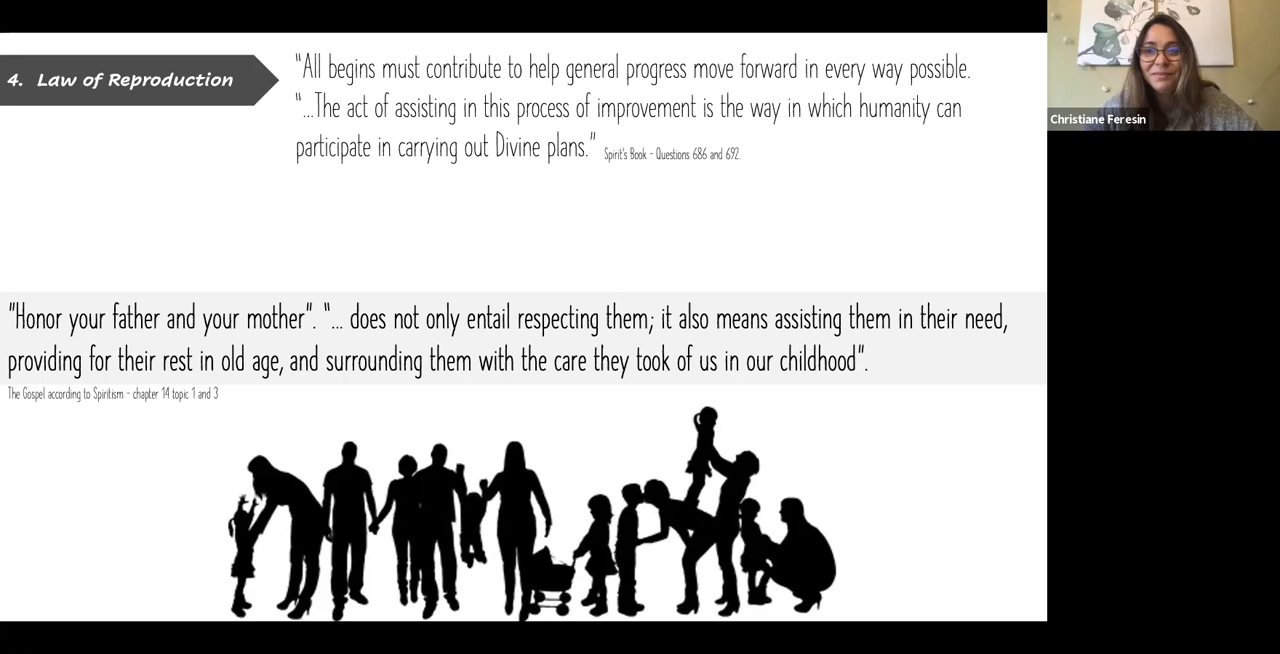 4. Law of Reproduction
“All begins must contribute to help general progress move forward in every way possible.
“...The act of assisting in this process of improvement is the way in which humanity can
participate in carrying out Divine plans.” Spirit's Book - Questions 686 and 692.
"Honor your father and your mother". “... does not only entail respecting them; it also means assisting them in their need,
providing for their rest in old age, and surrounding them with the care they took of us in our childhood”.
The Gospel according to Spiritism - chapter 14 topic 1 and 3
Christiane Feresin